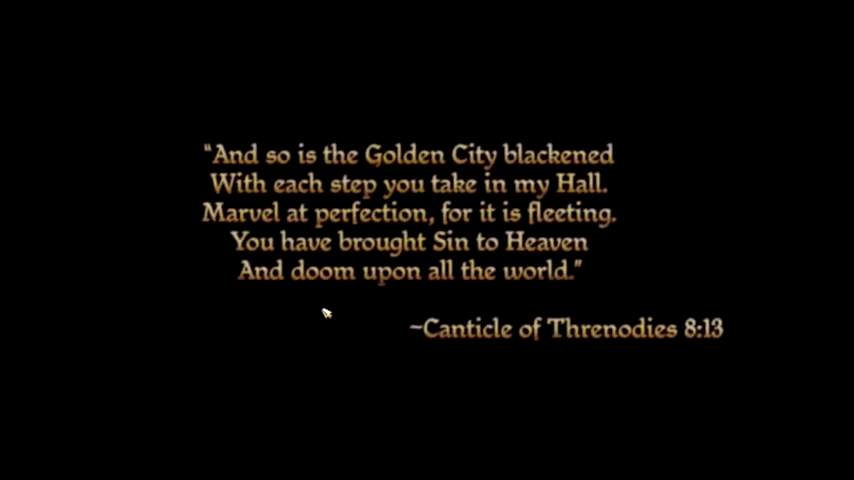 "And so is the Golden City blackened
With each step you take in my Hall.
Marvel at perfection, for it is fleeting.
You have brought Sin to Heaven
And doom upon all the world."
~Canticle of Threnodies 8:13